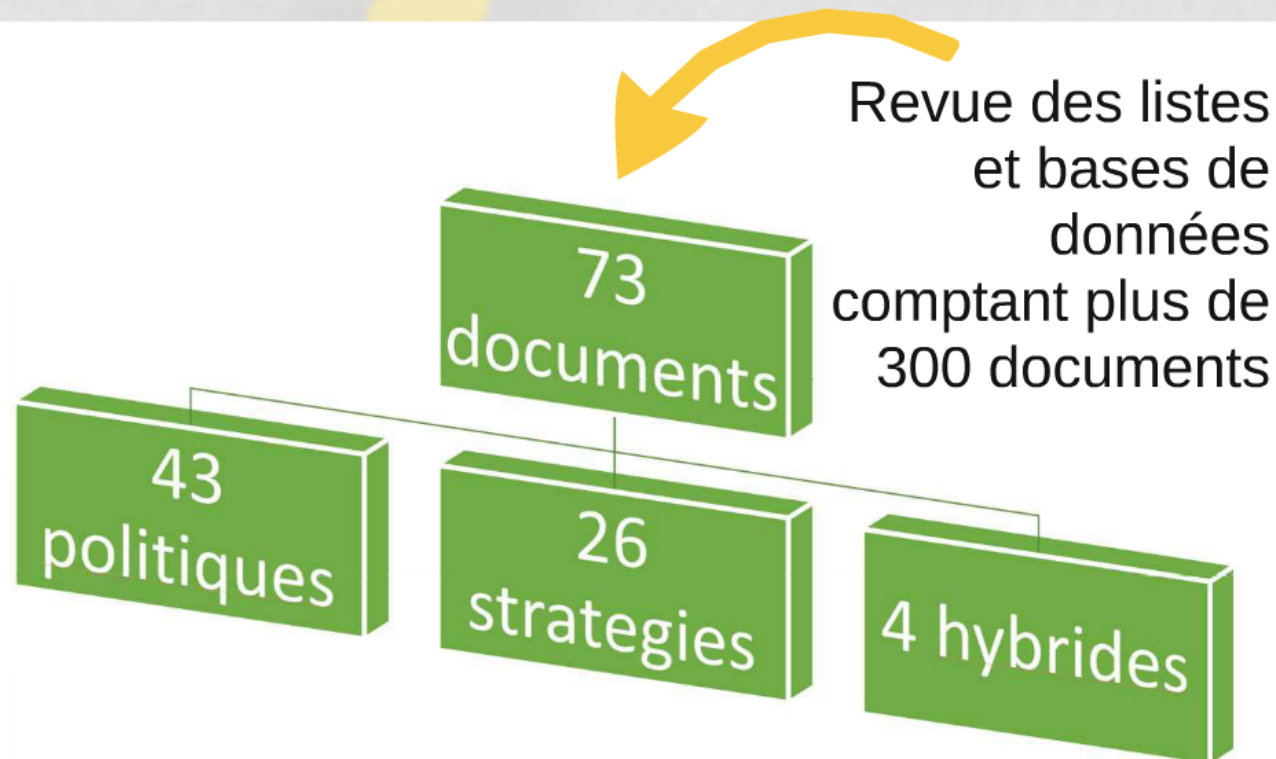 Revue des listes
et bases de
données
comptant plus de
300 documents
73
documents
43
politiques
26
strategies
4 hybrides